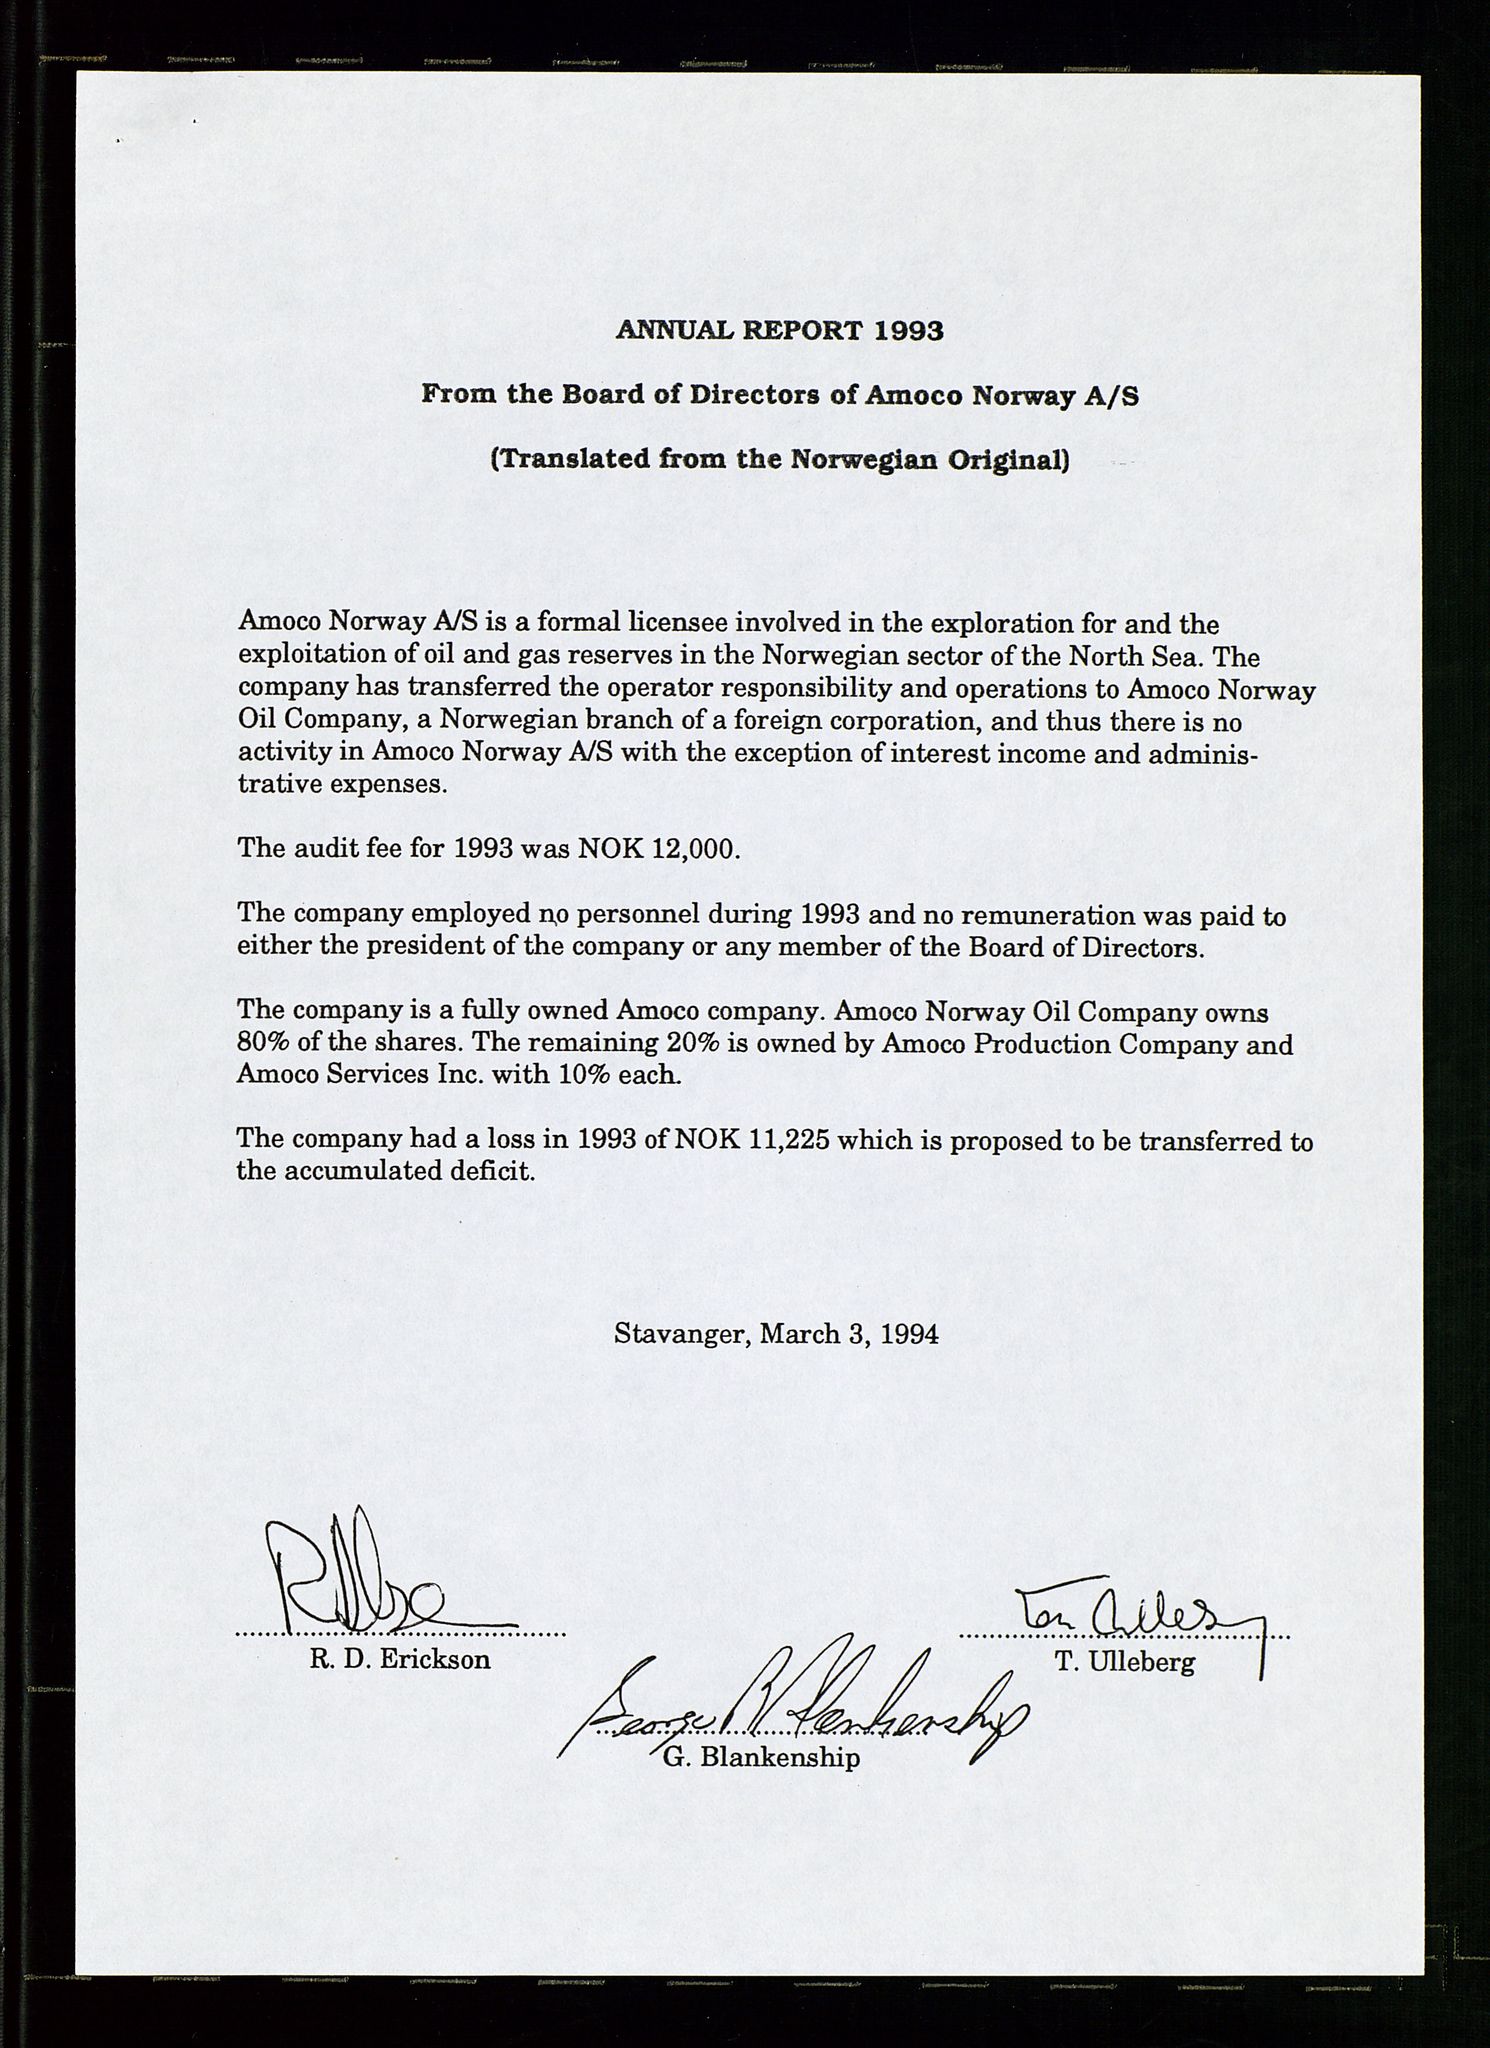 ANNUAL REPORT 1993
From the Board of Directors of Amoco Norway A/S
(Translated from the Norwegian Original)
Amoco Norway A/S is a formal licensee involved in the exploration for and the
exploitation of oil and gas reserves in the Norwegian sector of the North Sea. The
company has transferred the operator responsibility and operations to Amoco Norway
Oil Company, a Norwegian branch of a foreign corporation, and thus there is no
activity in Amoco Norway A/S with the exception of interest income and adminis-
trative expenses.
The audit fee for 1993 was NOK 12,000.
The company employed no personnel during 1993 and no remuneration was paid to
either the president of the company or any member of the Board of Directors.
The company is a fully owned Amoco company. Amoco Norway Oil Company owns
80% of the shares. The remaining 20% is owned by Amoco Production Company and
Amoco Services Inc. with 10% each.
The company had a loss in 1993 of NOK 11,225 which is proposed to be transferred to
the accumulated deficit.
Stavanger, March 3, 1994
R. D. Erickson
T. Ulleberg
George R Blankenship
G. Blankenship